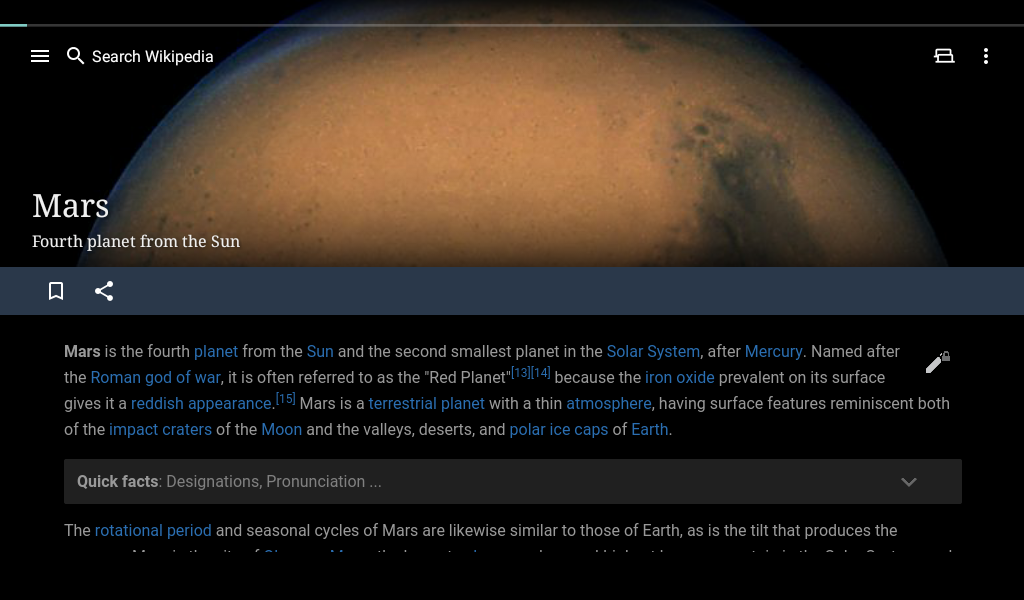 Search Wikipedia
Mars
Fourth planet from the Sun
Mars is the fourth planet from the Sun and the second smallest planet in the Solar System, after Mercury. Named after
the Roman god of war, it is often referred to as the "Red Planet"[13][14] because the iron oxide prevalent on its surface
gives it a reddish appearance.[15] Mars is a terrestrial planet with a thin atmosphere, having surface features reminiscent both
of the impact craters of the Moon and the valleys, deserts, and polar ice caps of Earth.
Quick facts: Designations, Pronunciation ...
The rotational period and seasonal cycles of Mars are likewise similar to those of Earth, as is the tilt that produces the